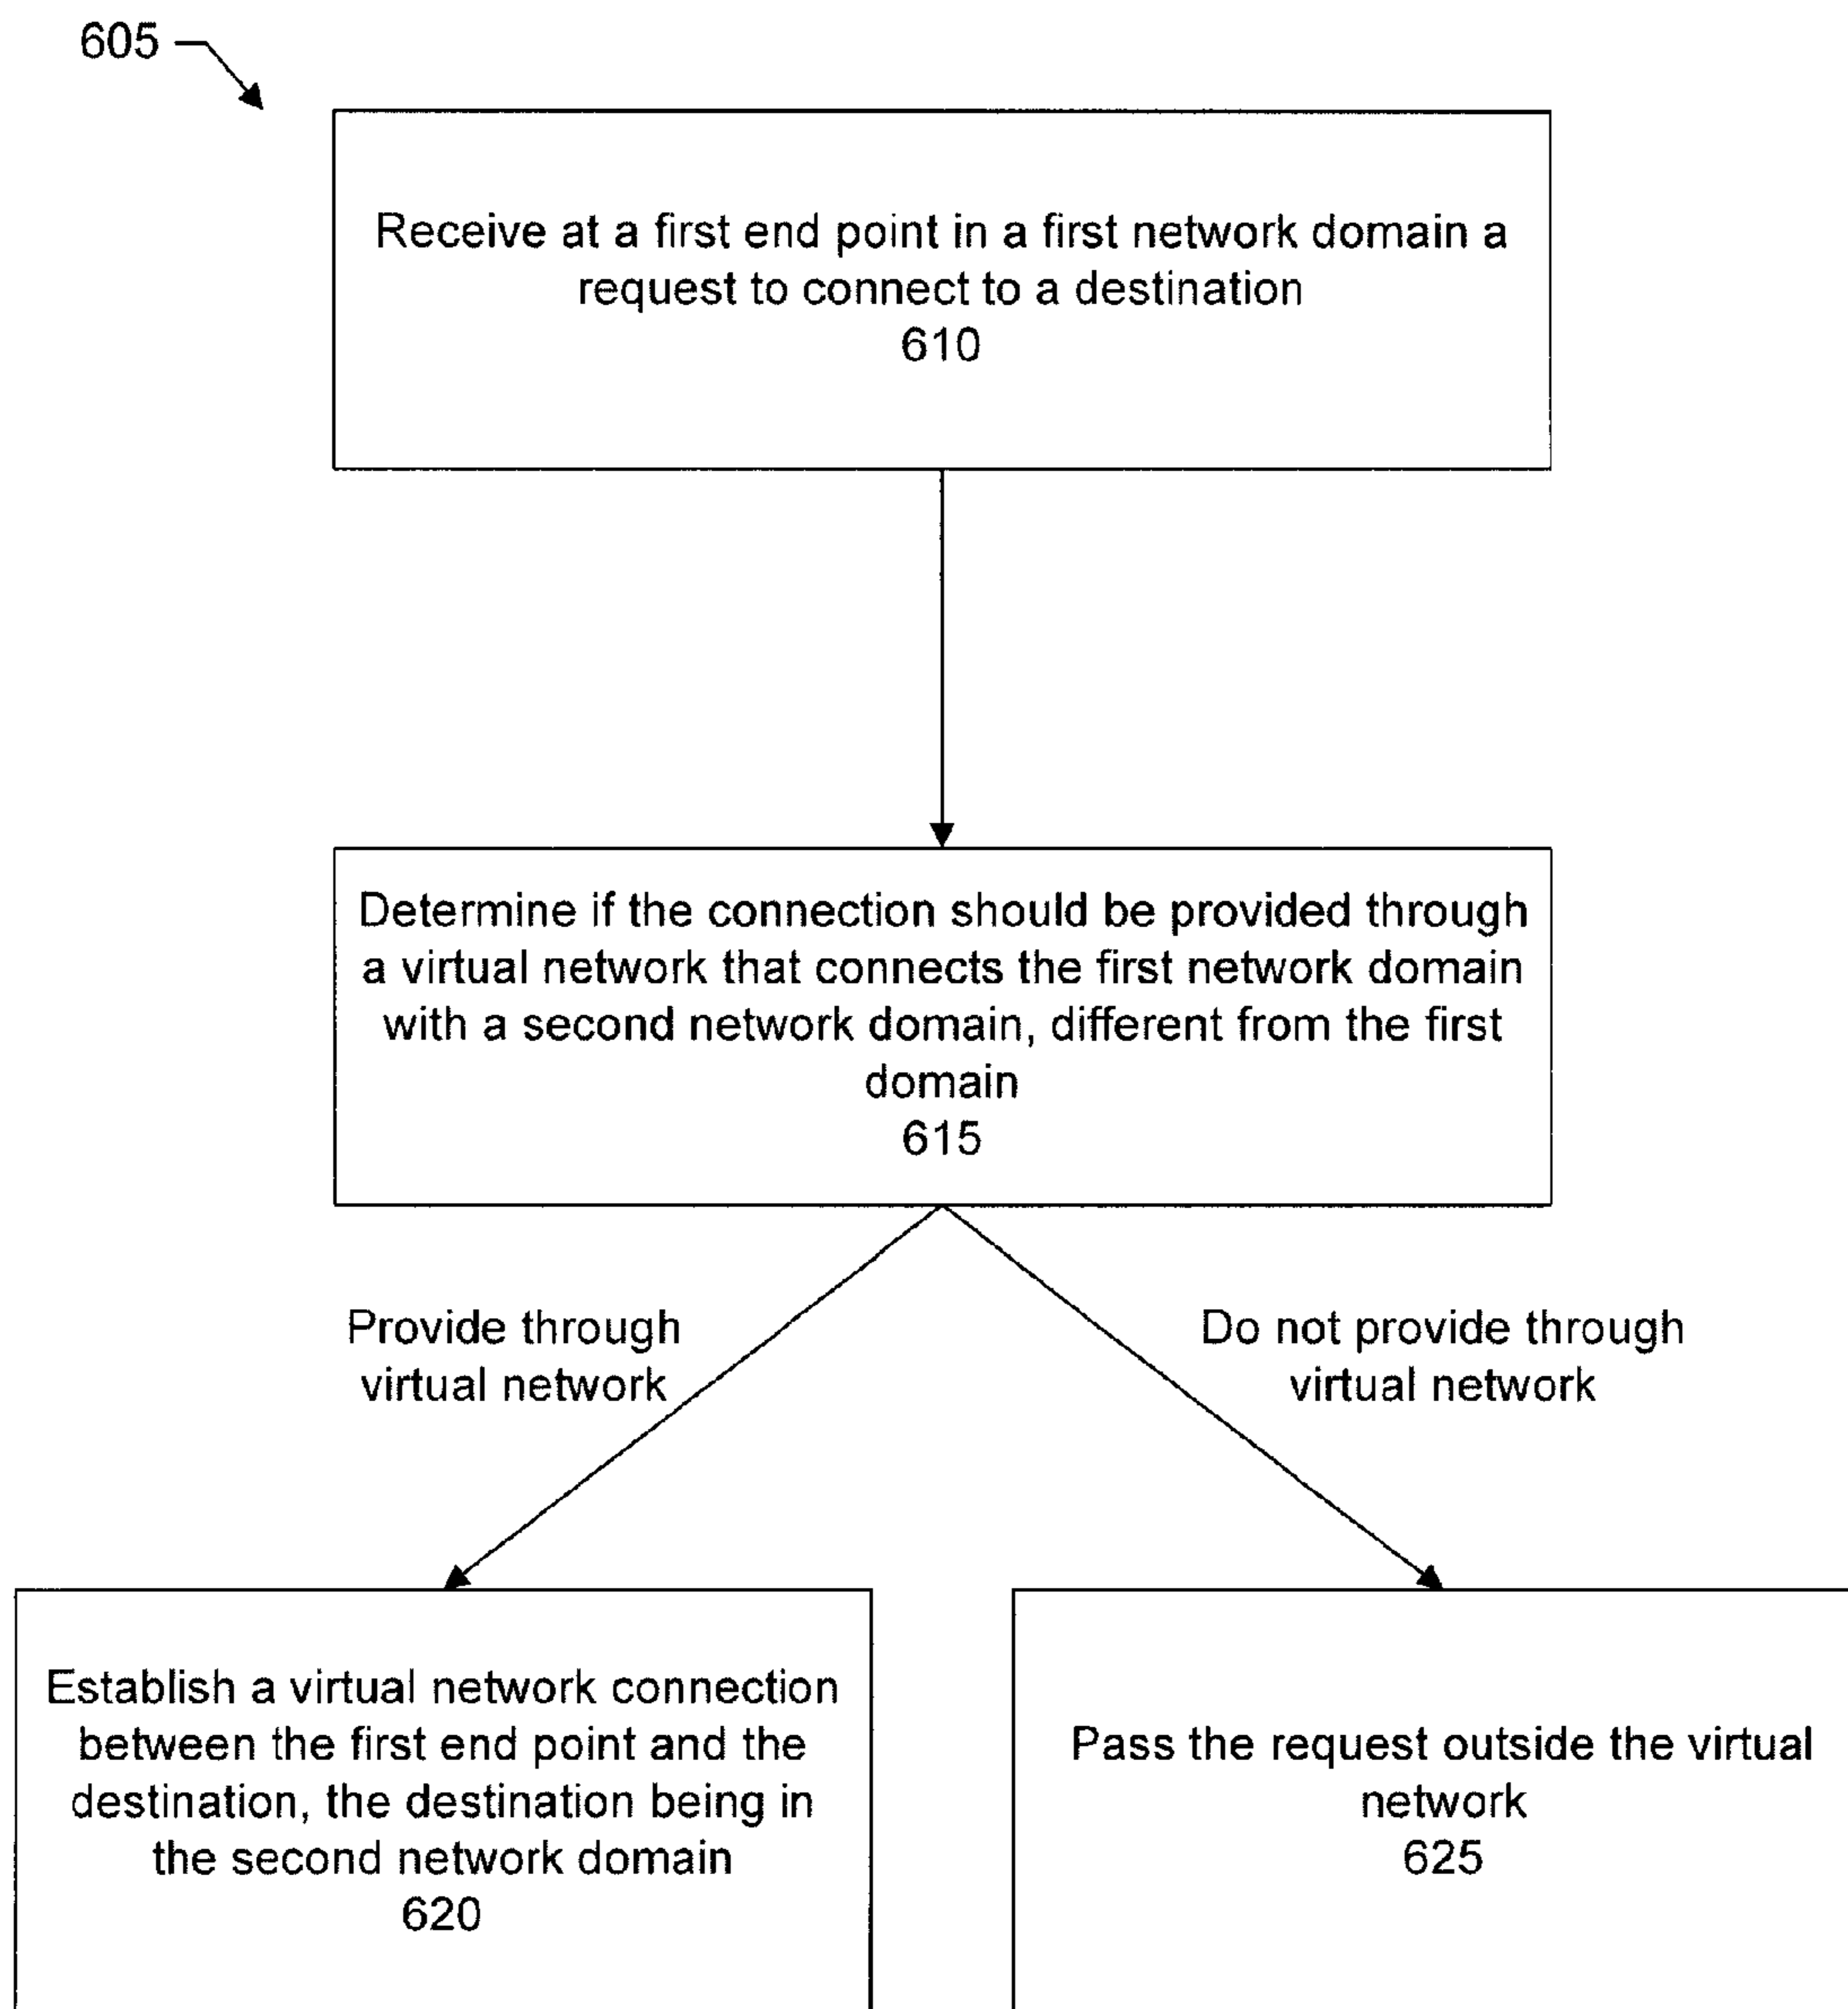 605
Receive at a first end point in a first network domain a
request to connect to a destination
610
Determine if the connection should be provided through
a virtual network that connects the first network domain
with a second network domain, different from the first
domain
615
Provide through
virtual network
Do not provide through
virtual network
Establish a virtual network connection
between the first end point and the
destination, the destination being in
the second network domain
620
Pass the request outside the virtual
network
625